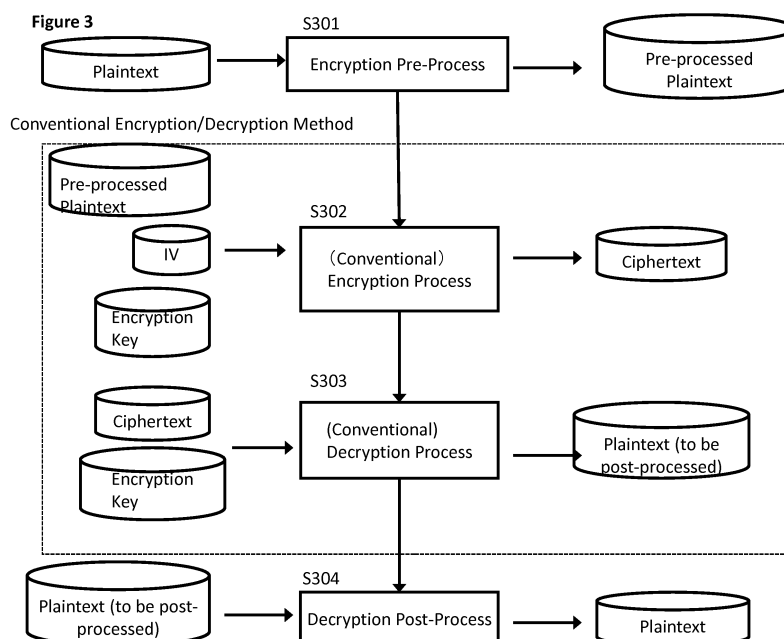 Figure 3
S301
Plaintext
Encryption Pre-Process
Pre-processed
Plaintext
Conventional Encryption/Decryption Method
Pre-processed
Plaintext
S302
IV
（Conventional）
Encryption Process
Ciphertext
Encryption
Key
S303
Ciphertext
(Conventional)
Decryption Process
Plaintext (to be
post-processed)
Encryption
Key
S304
Plaintext (to be post-
processed)
Decryption Post-Process
Plaintext